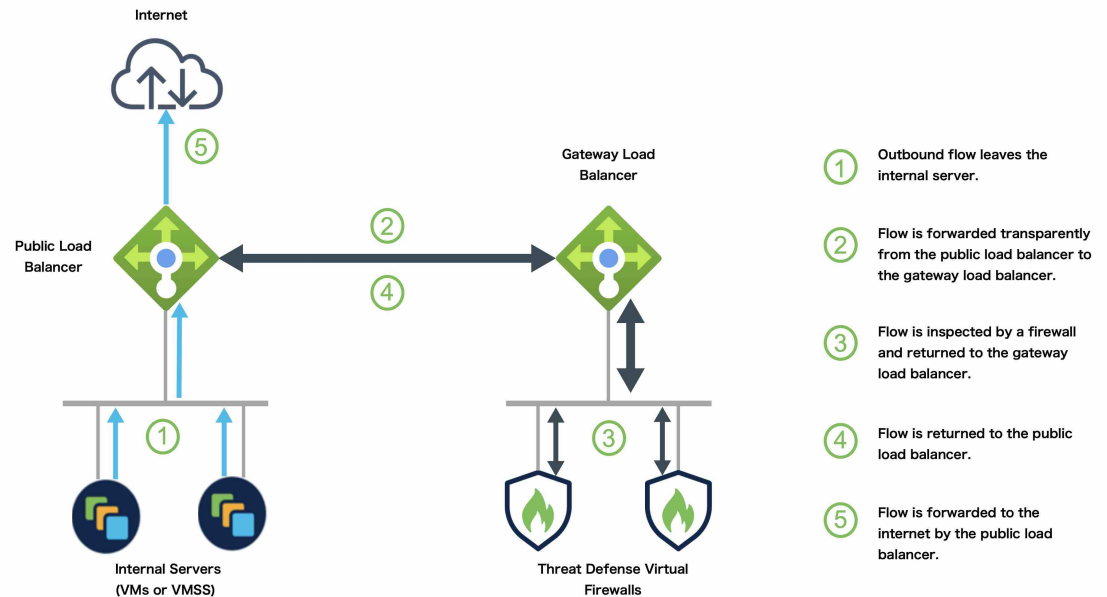 Internet
5
Gateway Load
Balancer
Public Load
Balancer
2
4
1
3
Internal Servers
(VMs or VMSS)
Threat Defense Virtual
Firewalls
1
Outbound flow leaves the
internal server.
2
Flow is forwarded transparently
from the public load balancer to
the gateway load balancer.
3
Flow is inspected by a firewall
and returned to the gateway
load balancer.
4
Flow is returned to the public
load balancer.
5
Flow is forwarded to the
internet by the public load
balancer.